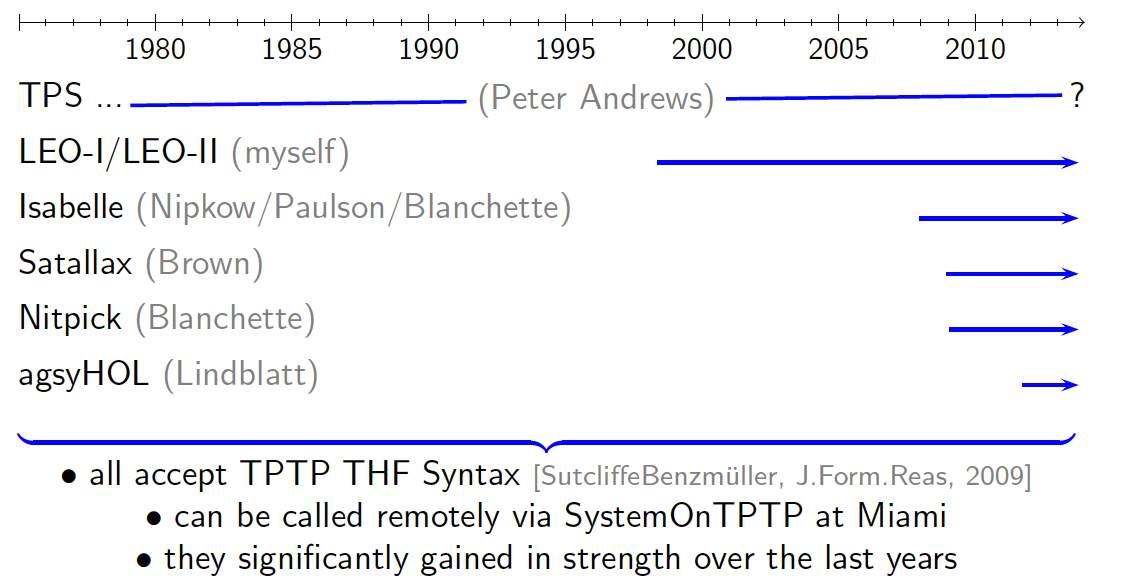 1980 1985 1990 1995 2000 2005 2010
TPS ... (Peter Andrews) ?
LEO-I/LEO-II (myself)
Isabelle (Nipkow/Paulson/Blanchette)
Satallax (Brown)
Nitpick (Blanchette)
agsyHOL (Lindblatt)
• all accept TPTP THF Syntax [SutcliffeBenzmüller, J.Form.Reas, 2009]
• can be called remotely via SystemOnTPTP at Miami
• they significantly gained in strength over the last years